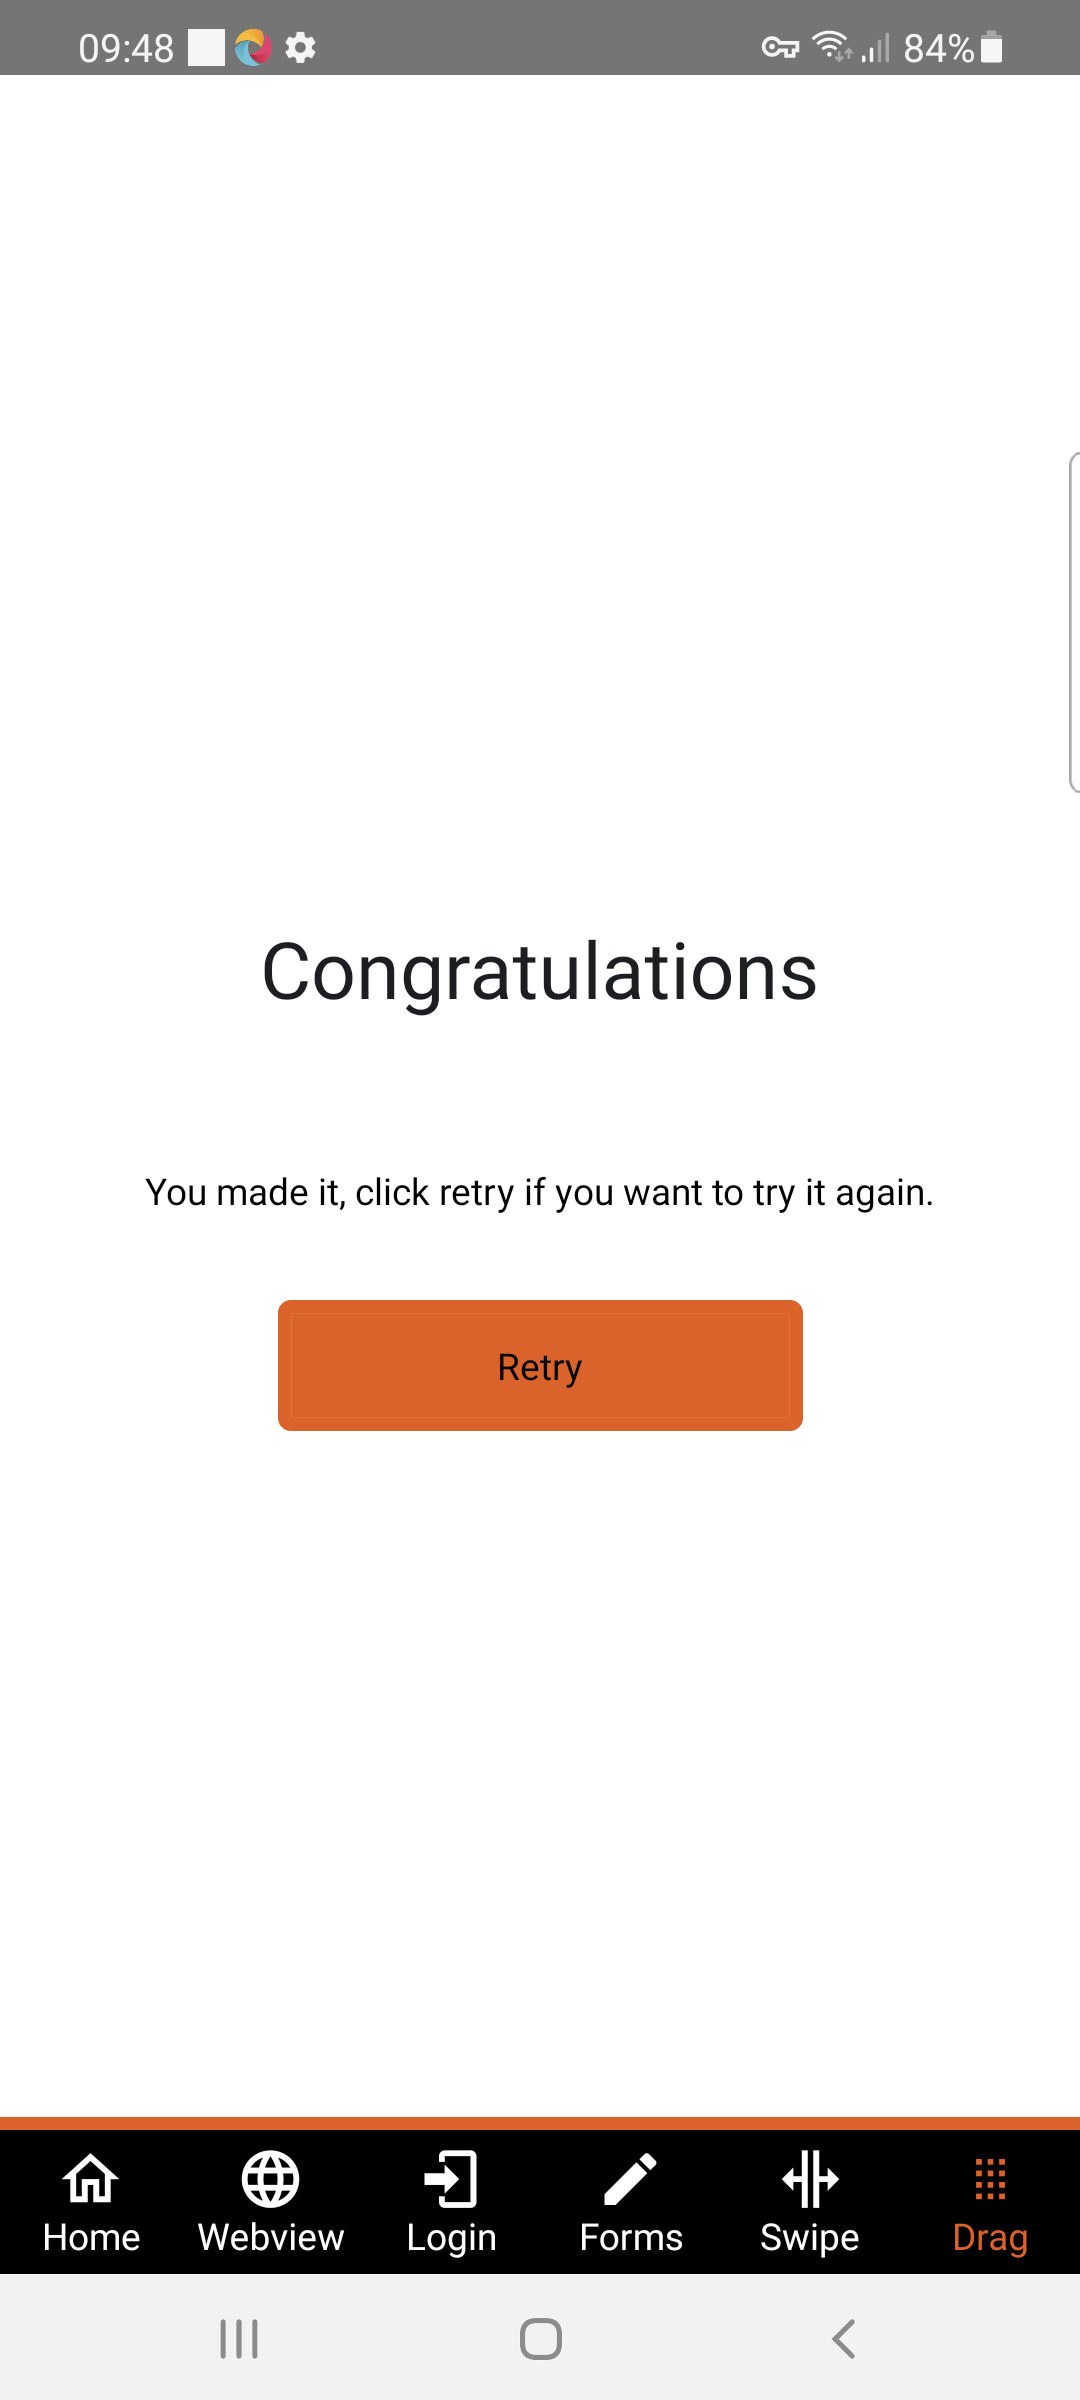 09:48 84%
Congratulations
You made it, click retry if you want to try it again.
Retry
Home Webview Login Forms Swipe Drag